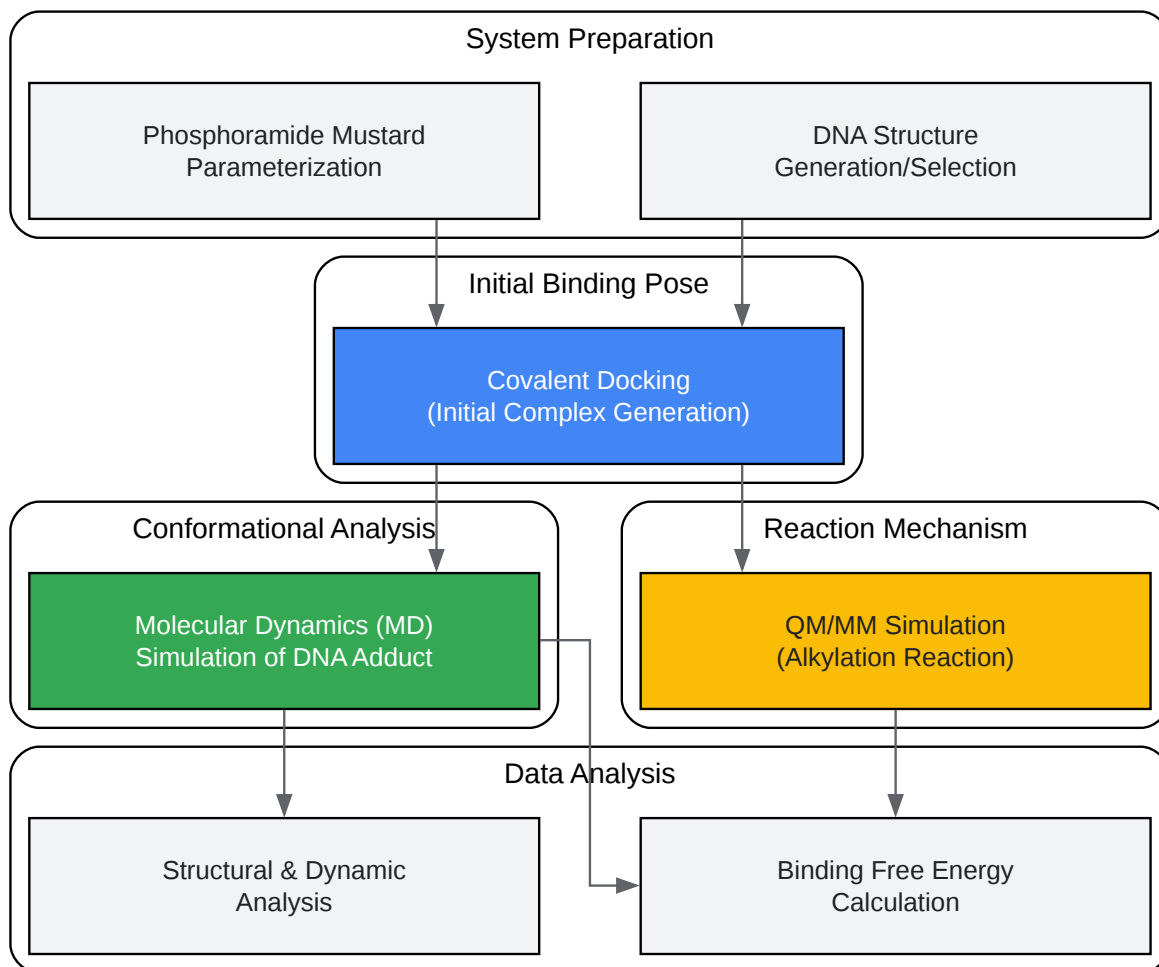 System Preparation
Phosphoramide Mustard
Parameterization
DNA Structure
Generation/Selection
Initial Binding Pose
Covalent Docking
(Initial Complex Generation)
Conformational Analysis
Reaction Mechanism
Molecular Dynamics (MD)
Simulation of DNA Adduct
QM/MM Simulation
(Alkylation Reaction)
Data Analysis
Structural & Dynamic
Analysis
Binding Free Energy
Calculation